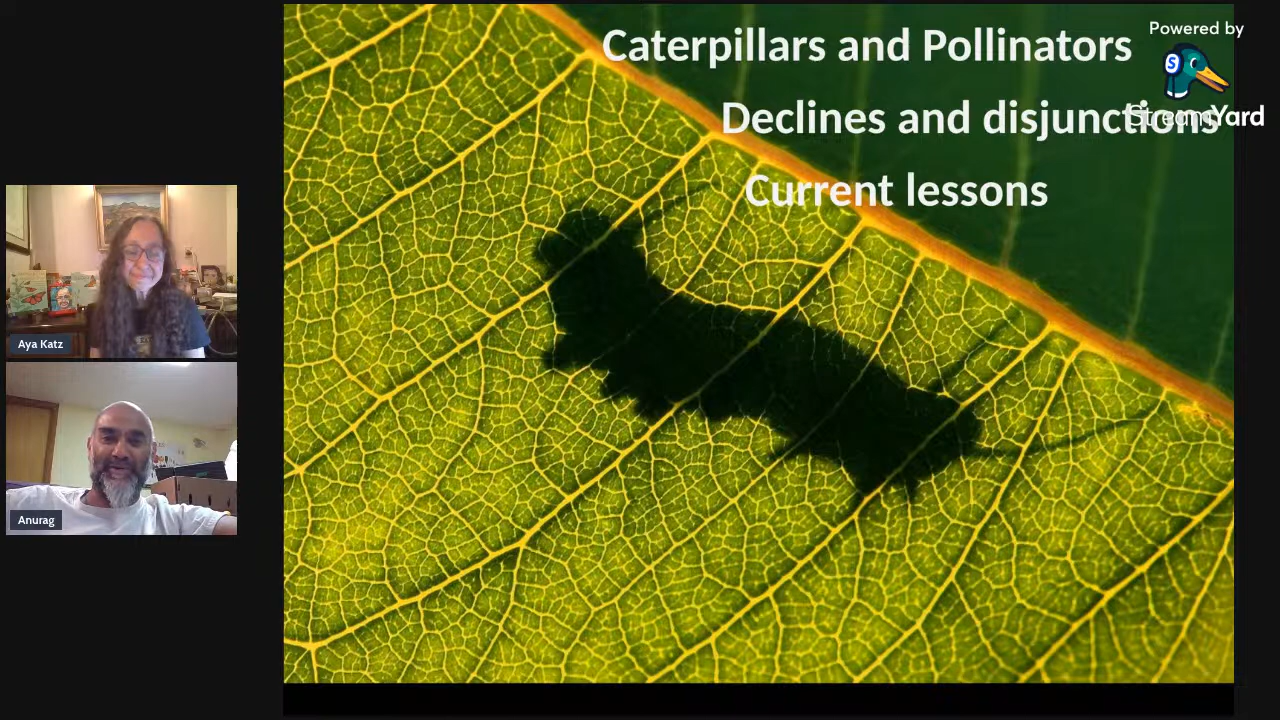 Caterpillars and Pollinators
Declines and disjunctions
Current lessons
Powered by
S
StreamYard
Aya Katz
Anurag